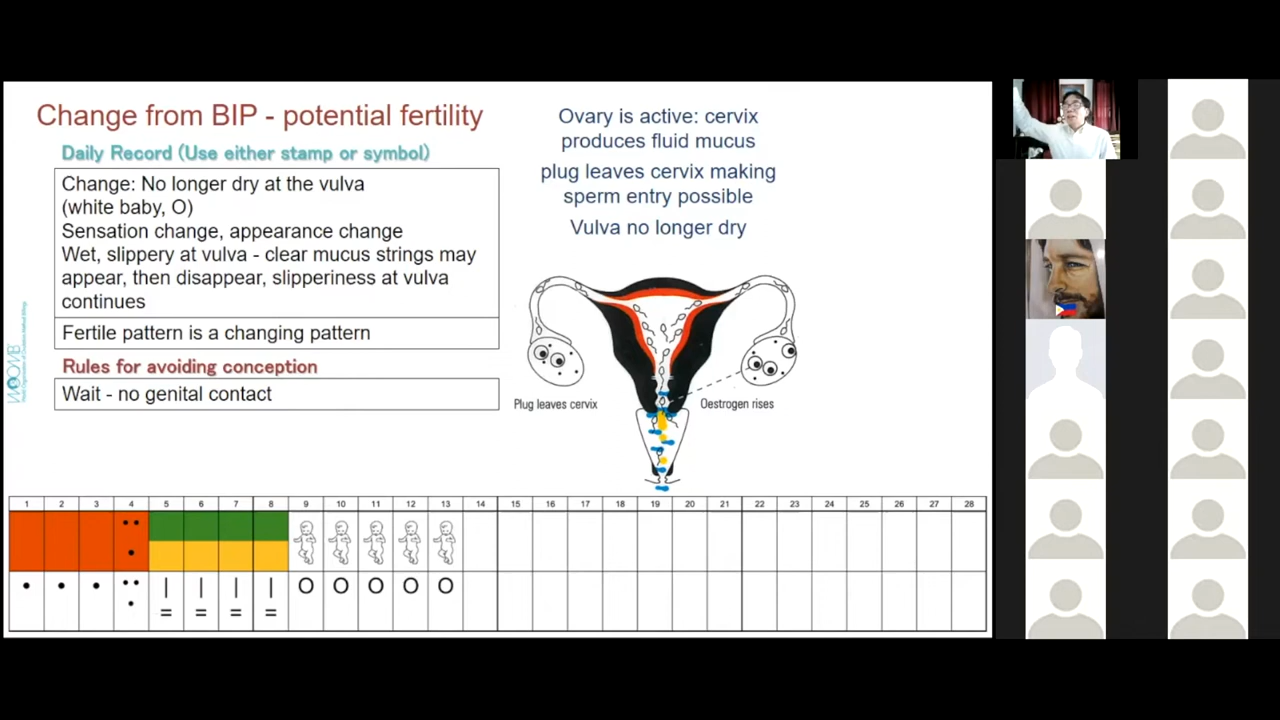 Change from BIP - potential fertility
Daily Record (Use either stamp or symbol)
Change: No longer dry at the vulva
(white baby, O)
Sensation change, appearance change
Wet, slippery at vulva - clear mucus strings may
appear, then disappear, slipperiness at vulva
continues
Fertile pattern is a changing pattern
Rules for avoiding conception
Wait - no genital contact
Ovary is active: cervix
produces fluid mucus
plug leaves cervix making
sperm entry possible
Vulva no longer dry
Plug leaves cervix
Oestrogen rises
1 2 3 4 5 6 7 8 9 10 11 12 13 14 15 16 17 18 19 20 21 22 23 24 25 26 27 28
| | | | O O O O O
= = = =